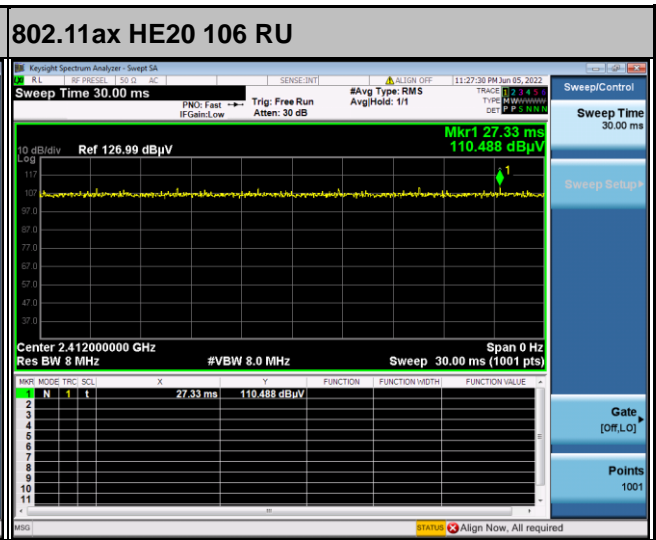 802.11ax HE20 106 RU
Keysight Spectrum Analyzer - Swept SA
RL RF PRESEL 50 Ω AC SENSE:INT ALIGN OFF 11:27:30 PM Jun 05, 2022
Sweep Time 30.00 ms
PNO: Fast
IFGain:Low
Trig: Free Run
Atten: 30 dB
#Avg Type: RMS
Avg|Hold: 1/1
TRACE 1 2 3 4 5 6
TYPE MWWWWW
DET P P S N N N
Mkr1 27.33 ms
110.488 dBµV
10 dB/div Ref 126.99 dBµV
Log
1
117
107
97.0
87.0
77.0
67.0
57.0
47.0
37.0
Center 2.412000000 GHz Span 0 Hz
Res BW 8 MHz #VBW 8.0 MHz Sweep 30.00 ms (1001 pts)
MKR MODE TRC SCL X Y FUNCTION FUNCTION WIDTH FUNCTION VALUE
1 N 1 t 27.33 ms 110.488 dBµV
2
3
4
5
6
7
8
9
10
11
MSG STATUS Align Now, All required
Sweep/Control
Sweep Time
30.00 ms
Sweep Setup
Gate
[Off,LO]
Points
1001